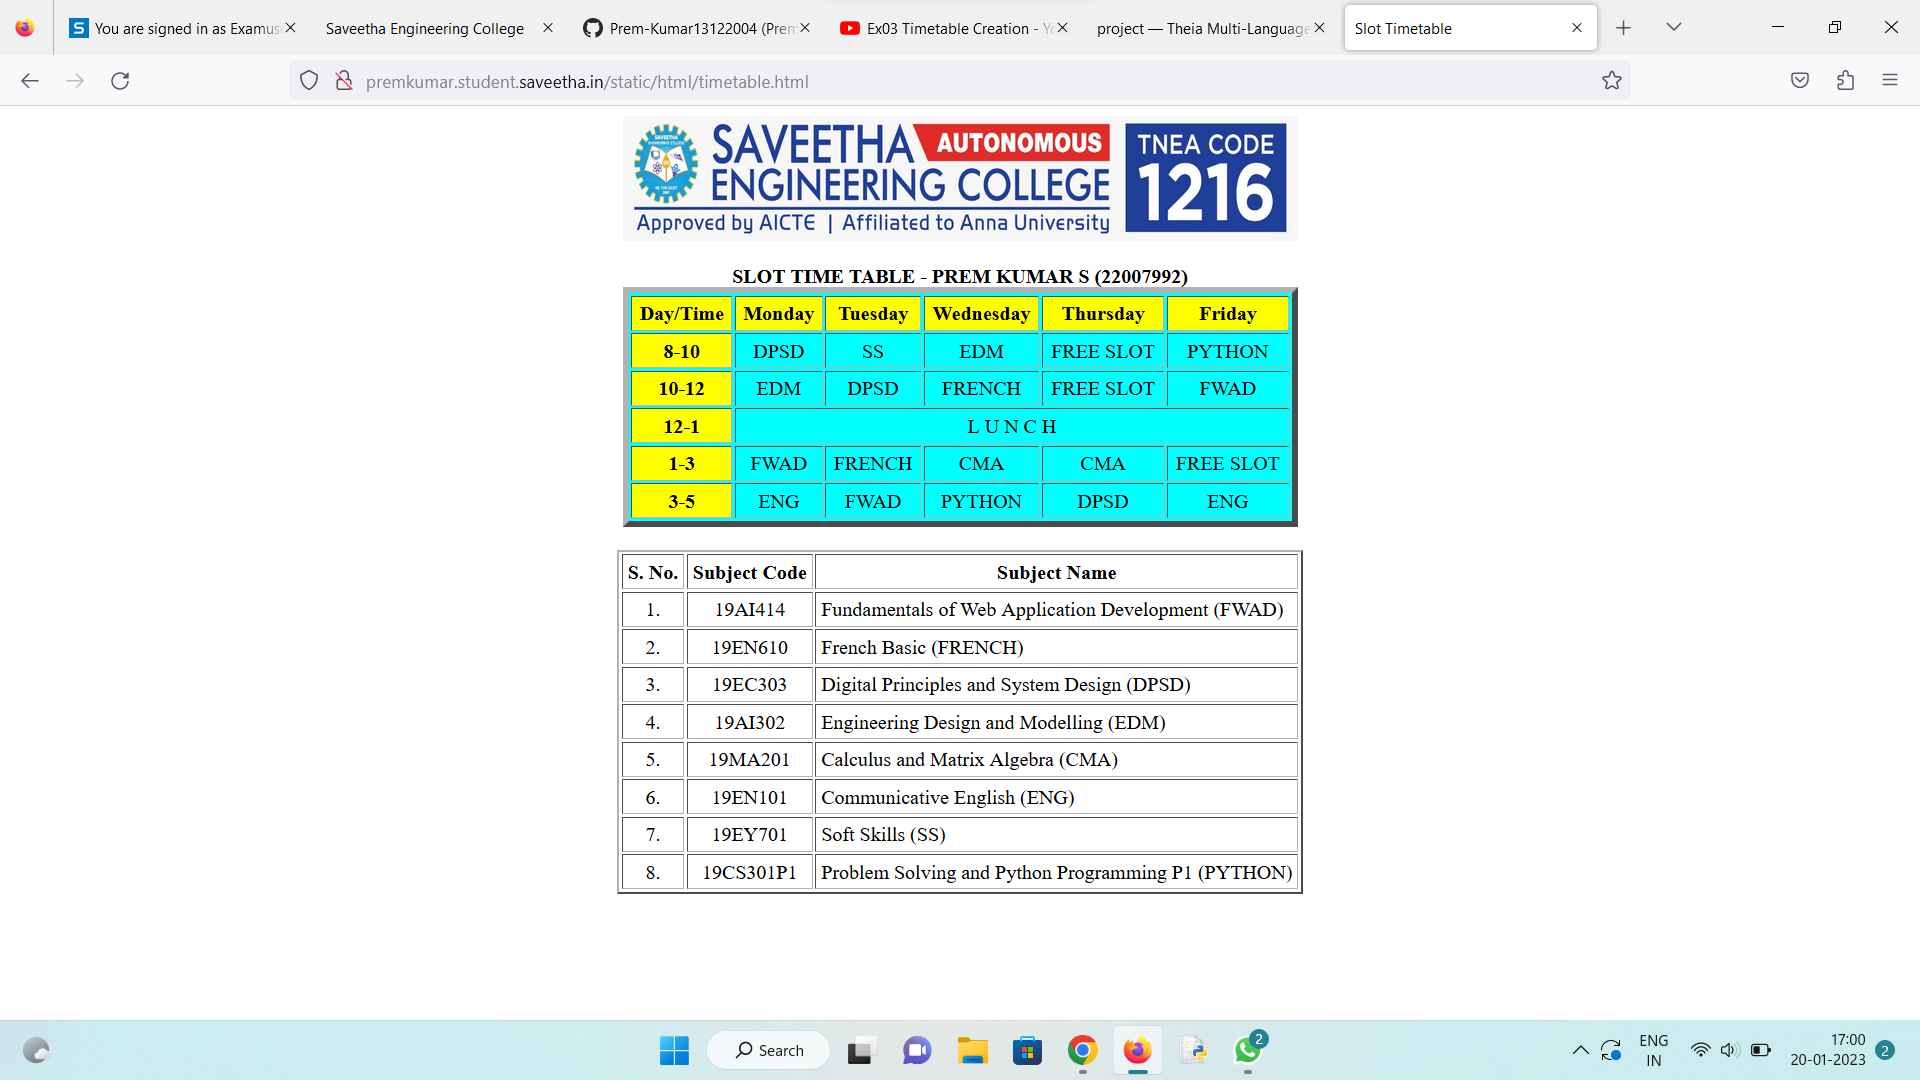 You are signed in as Examus
Saveetha Engineering College
Prem-Kumar13122004 (Prem
Ex03 Timetable Creation - Yo
project — Theia Multi-Language
Slot Timetable
premkumar.student.saveetha.in/static/html/timetable.html
SAVEETHA AUTONOMOUS
ENGINEERING COLLEGE
Approved by AICTE | Affiliated to Anna University
TNEA CODE
1216
SLOT TIME TABLE - PREM KUMAR S (22007992)
Day/Time Monday Tuesday Wednesday Thursday Friday
8-10 DPSD SS EDM FREE SLOT PYTHON
10-12 EDM DPSD FRENCH FREE SLOT FWAD
12-1 L U N C H
1-3 FWAD FRENCH CMA CMA FREE SLOT
3-5 ENG FWAD PYTHON DPSD ENG
S. No. Subject Code Subject Name
1. 19AI414 Fundamentals of Web Application Development (FWAD)
2. 19EN610 French Basic (FRENCH)
3. 19EC303 Digital Principles and System Design (DPSD)
4. 19AI302 Engineering Design and Modelling (EDM)
5. 19MA201 Calculus and Matrix Algebra (CMA)
6. 19EN101 Communicative English (ENG)
7. 19EY701 Soft Skills (SS)
8. 19CS301P1 Problem Solving and Python Programming P1 (PYTHON)
Search
2
ENG
IN
17:00
20-01-2023
2